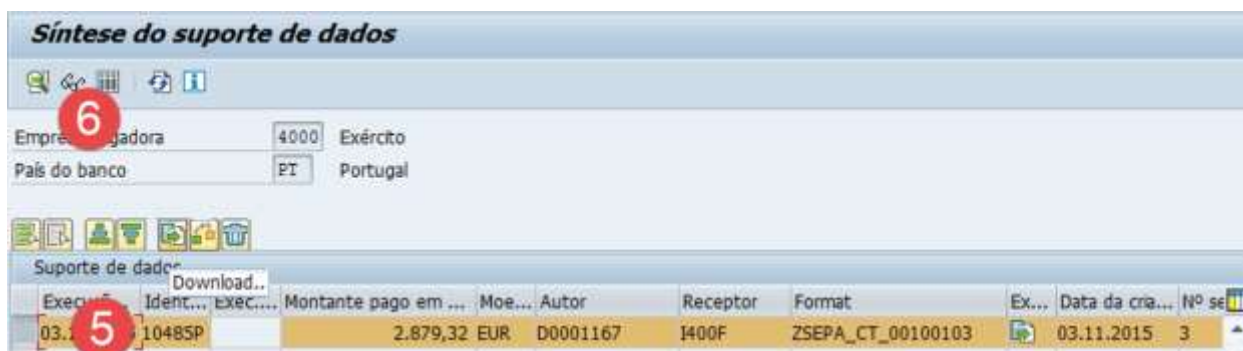 Síntese do suporte de dados
6
Empre gadora 4000 Exército
País do banco PT Portugal
Suporte de dados
Download..
Execuçã... Ident... Exec.... Montante pago em ... Moe... Autor Receptor Format Ex... Data da cria... Nº se
03. 5 10485P 2.879,32 EUR D0001167 I400F ZSEPA_CT_00100103 03.11.2015 3